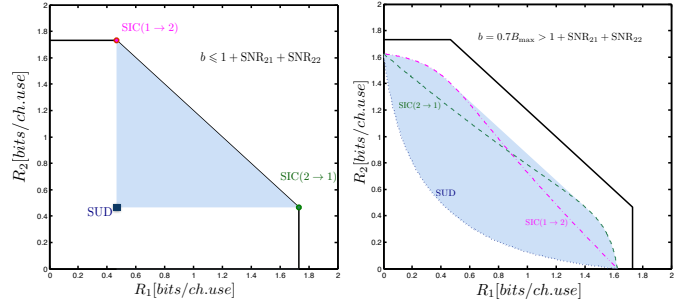 SIC(1 → 2)
b ⩽ 1 + SNR₂₁ + SNR₂₂
SIC(2 → 1)
SUD
R₂[bits/ch.use]
2
1.8
1.6
1.4
1.2
1
0.8
0.6
0.4
0.2
0
0 0.2 0.4 0.6 0.8 1 1.2 1.4 1.6 1.8 2
R₁[bits/ch.use]
b = 0.7Bₘₐₓ > 1 + SNR₂₁ + SNR₂₂
SIC(2 → 1)
SUD
SIC(1 → 2)
R₂[bits/ch.use]
2
1.8
1.6
1.4
1.2
1
0.8
0.6
0.4
0.2
0
0 0.2 0.4 0.6 0.8 1 1.2 1.4 1.6 1.8 2
R₁[bits/ch.use]